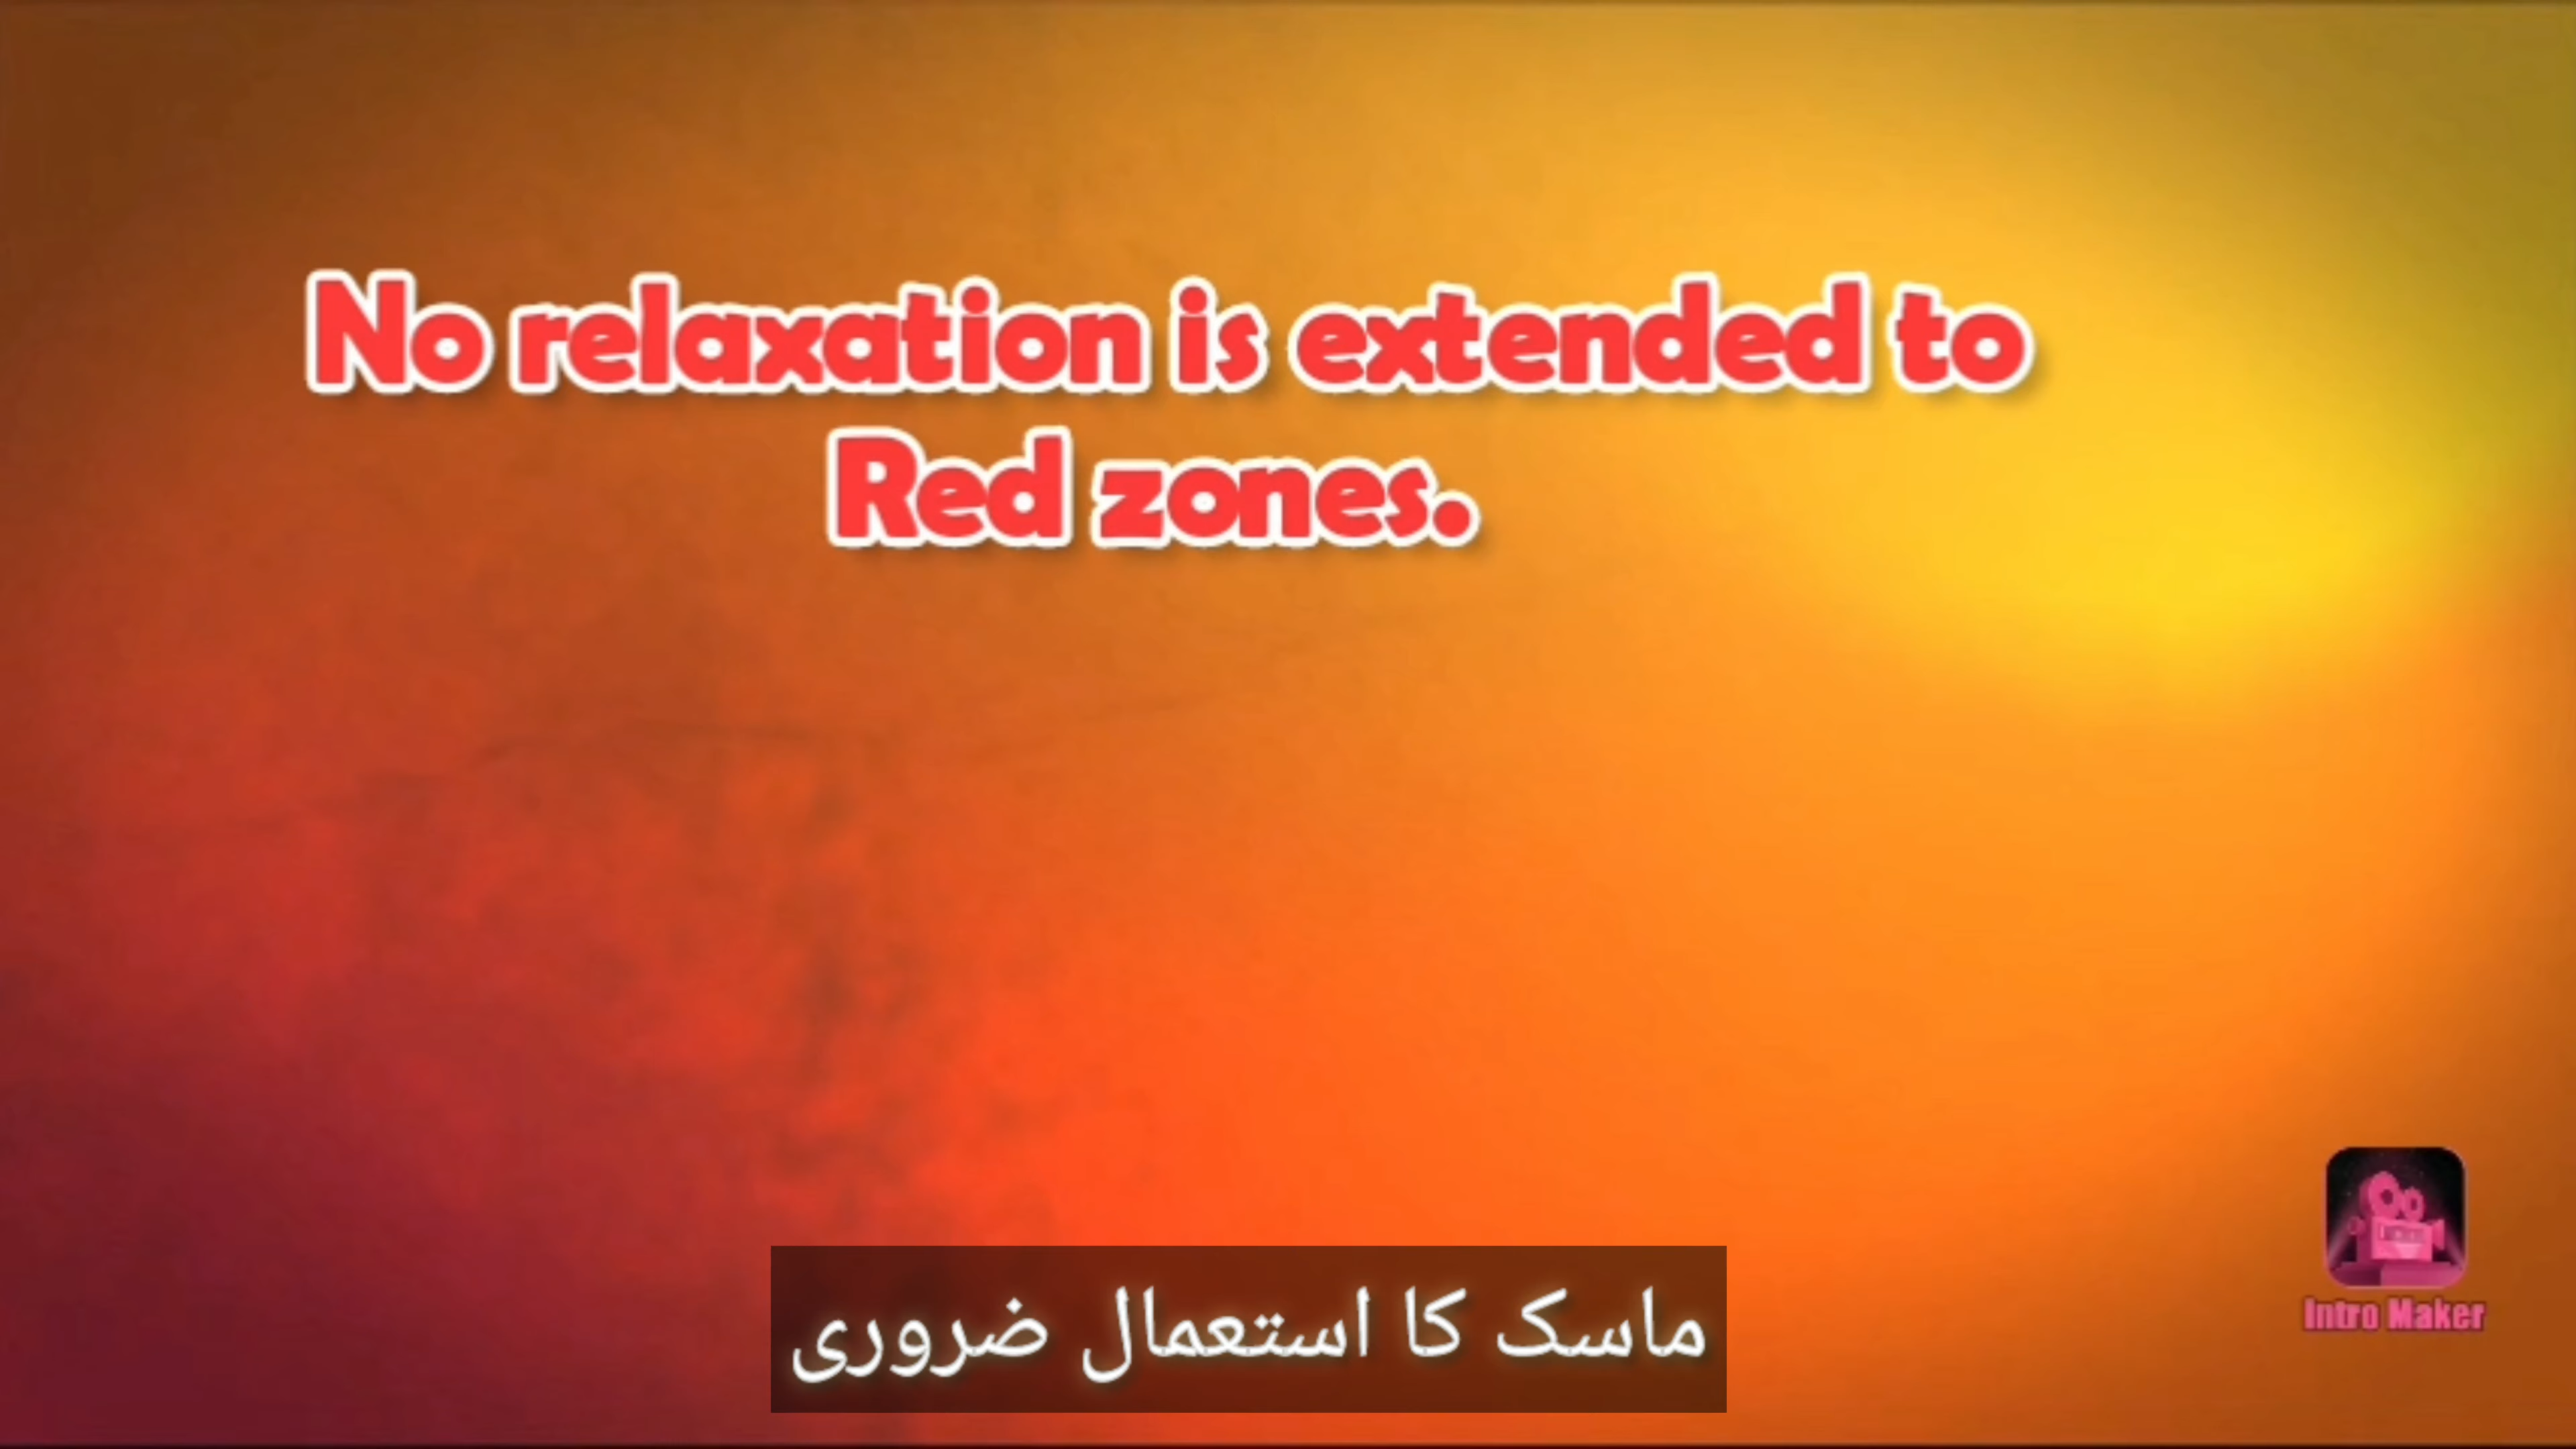 No relaxation is extended to
Red zones.
ماسک کا استعمال ضروری
Intro Maker